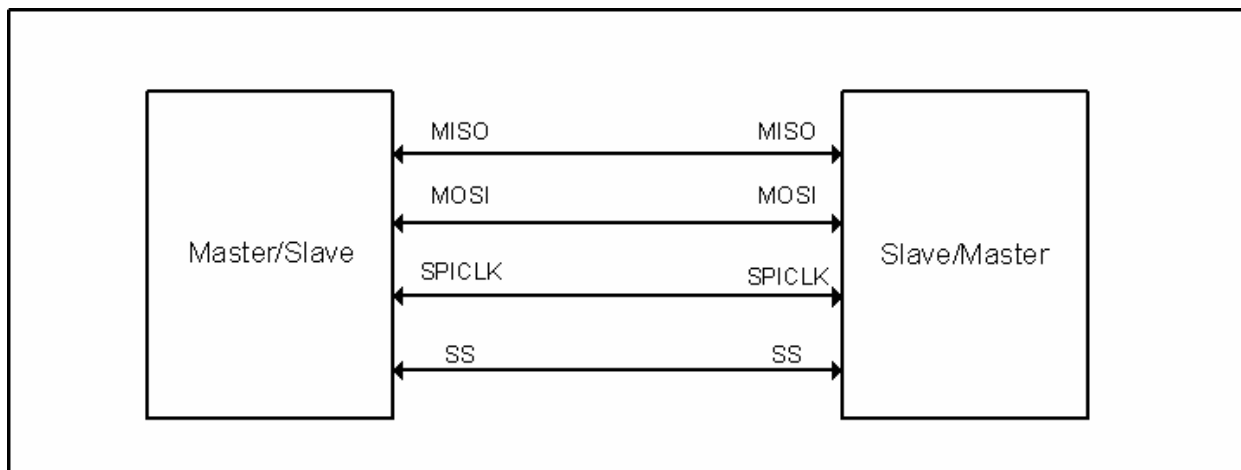 MISO MISO
MOSI MOSI
Master/Slave Slave/Master
SPICLK SPICLK
SS SS